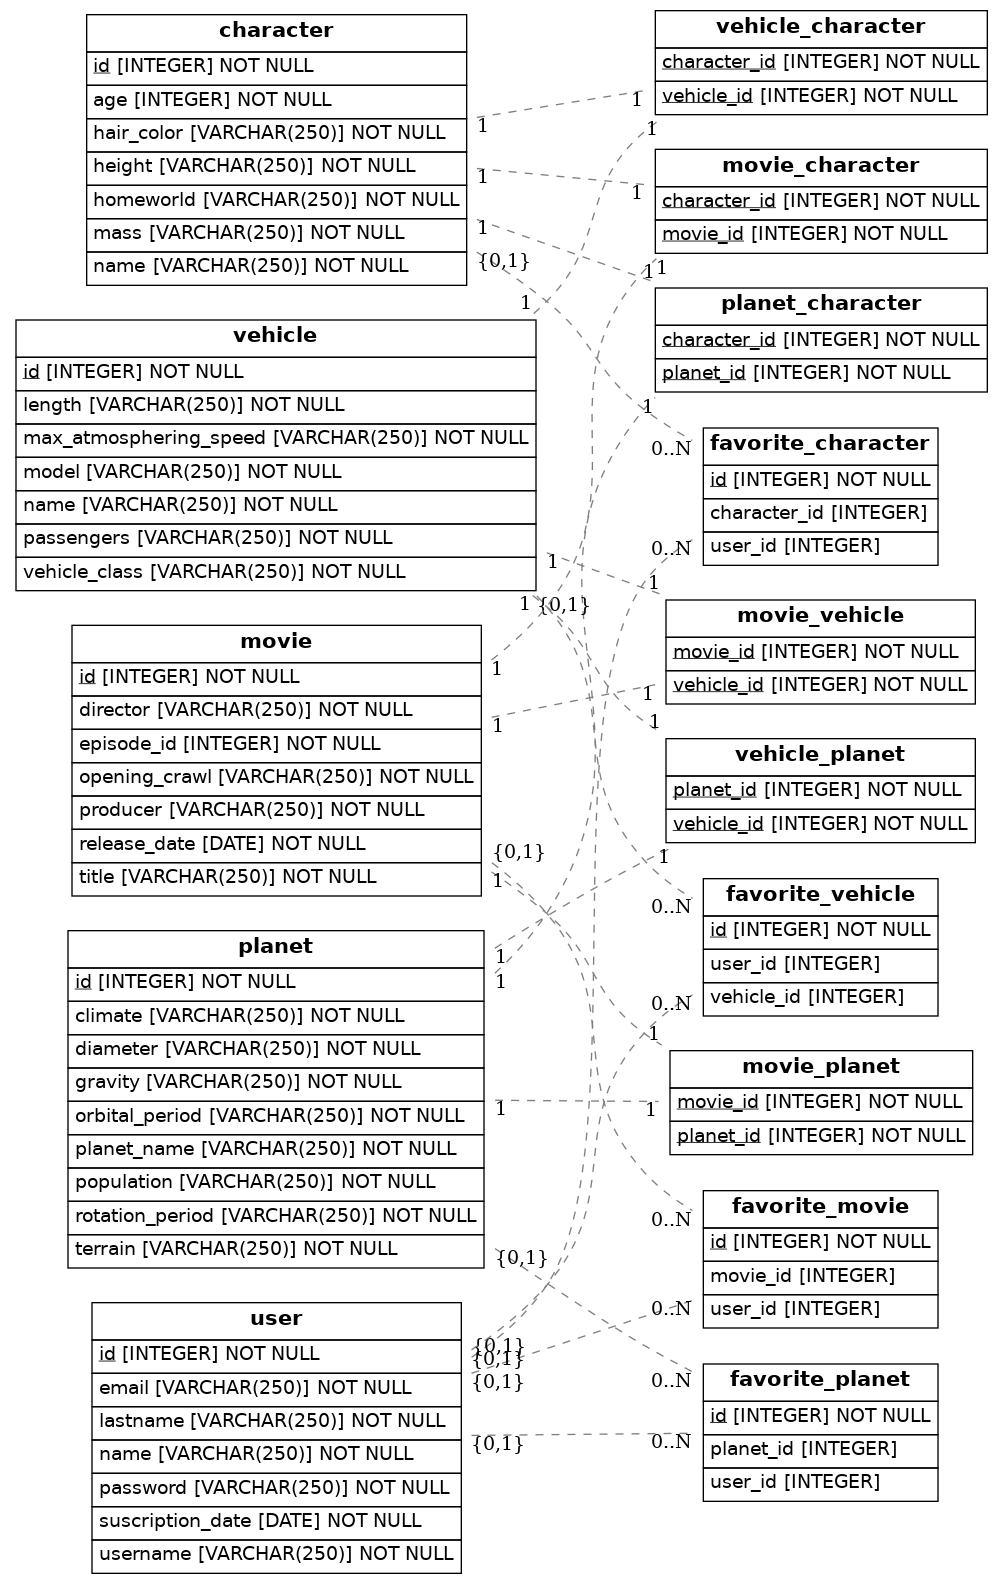 character
id [INTEGER] NOT NULL
age [INTEGER] NOT NULL
hair_color [VARCHAR(250)] NOT NULL
height [VARCHAR(250)] NOT NULL
homeworld [VARCHAR(250)] NOT NULL
mass [VARCHAR(250)] NOT NULL
name [VARCHAR(250)] NOT NULL
vehicle
id [INTEGER] NOT NULL
length [VARCHAR(250)] NOT NULL
max_atmosphering_speed [VARCHAR(250)] NOT NULL
model [VARCHAR(250)] NOT NULL
name [VARCHAR(250)] NOT NULL
passengers [VARCHAR(250)] NOT NULL
vehicle_class [VARCHAR(250)] NOT NULL
movie
id [INTEGER] NOT NULL
director [VARCHAR(250)] NOT NULL
episode_id [INTEGER] NOT NULL
opening_crawl [VARCHAR(250)] NOT NULL
producer [VARCHAR(250)] NOT NULL
release_date [DATE] NOT NULL
title [VARCHAR(250)] NOT NULL
planet
id [INTEGER] NOT NULL
climate [VARCHAR(250)] NOT NULL
diameter [VARCHAR(250)] NOT NULL
gravity [VARCHAR(250)] NOT NULL
orbital_period [VARCHAR(250)] NOT NULL
planet_name [VARCHAR(250)] NOT NULL
population [VARCHAR(250)] NOT NULL
rotation_period [VARCHAR(250)] NOT NULL
terrain [VARCHAR(250)] NOT NULL
user
id [INTEGER] NOT NULL
email [VARCHAR(250)] NOT NULL
lastname [VARCHAR(250)] NOT NULL
name [VARCHAR(250)] NOT NULL
password [VARCHAR(250)] NOT NULL
suscription_date [DATE] NOT NULL
username [VARCHAR(250)] NOT NULL
1
1
1
{0,1}
1
1
{0,1}
1
1
1
{0,1}
1
1
1
1
{0,1}
{0,1}
{0,1}
{0,1}
{0,1}
1
1
1
1
1
1
0..N
0..N
1
1
1
1
0..N
0..N
1
1
0..N
0..N
0..N
0..N
vehicle_character
character_id [INTEGER] NOT NULL
vehicle_id [INTEGER] NOT NULL
movie_character
character_id [INTEGER] NOT NULL
movie_id [INTEGER] NOT NULL
planet_character
character_id [INTEGER] NOT NULL
planet_id [INTEGER] NOT NULL
favorite_character
id [INTEGER] NOT NULL
character_id [INTEGER]
user_id [INTEGER]
movie_vehicle
movie_id [INTEGER] NOT NULL
vehicle_id [INTEGER] NOT NULL
vehicle_planet
planet_id [INTEGER] NOT NULL
vehicle_id [INTEGER] NOT NULL
favorite_vehicle
id [INTEGER] NOT NULL
user_id [INTEGER]
vehicle_id [INTEGER]
movie_planet
movie_id [INTEGER] NOT NULL
planet_id [INTEGER] NOT NULL
favorite_movie
id [INTEGER] NOT NULL
movie_id [INTEGER]
user_id [INTEGER]
favorite_planet
id [INTEGER] NOT NULL
planet_id [INTEGER]
user_id [INTEGER]